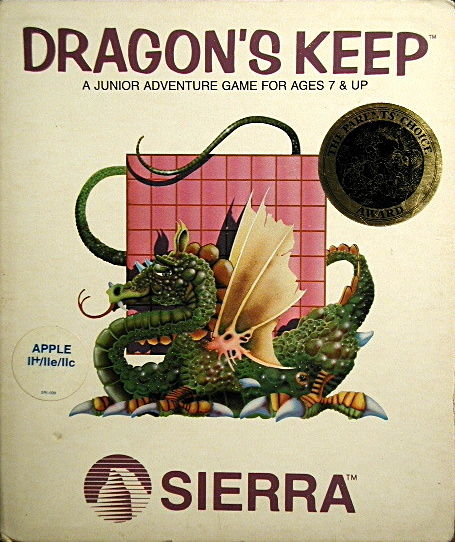 DRAGON'S KEEP™
A JUNIOR ADVENTURE GAME FOR AGES 7 & UP
THE PARENTS' CHOICE
AWARD
APPLE
II+/IIe/IIc
SIERRA™